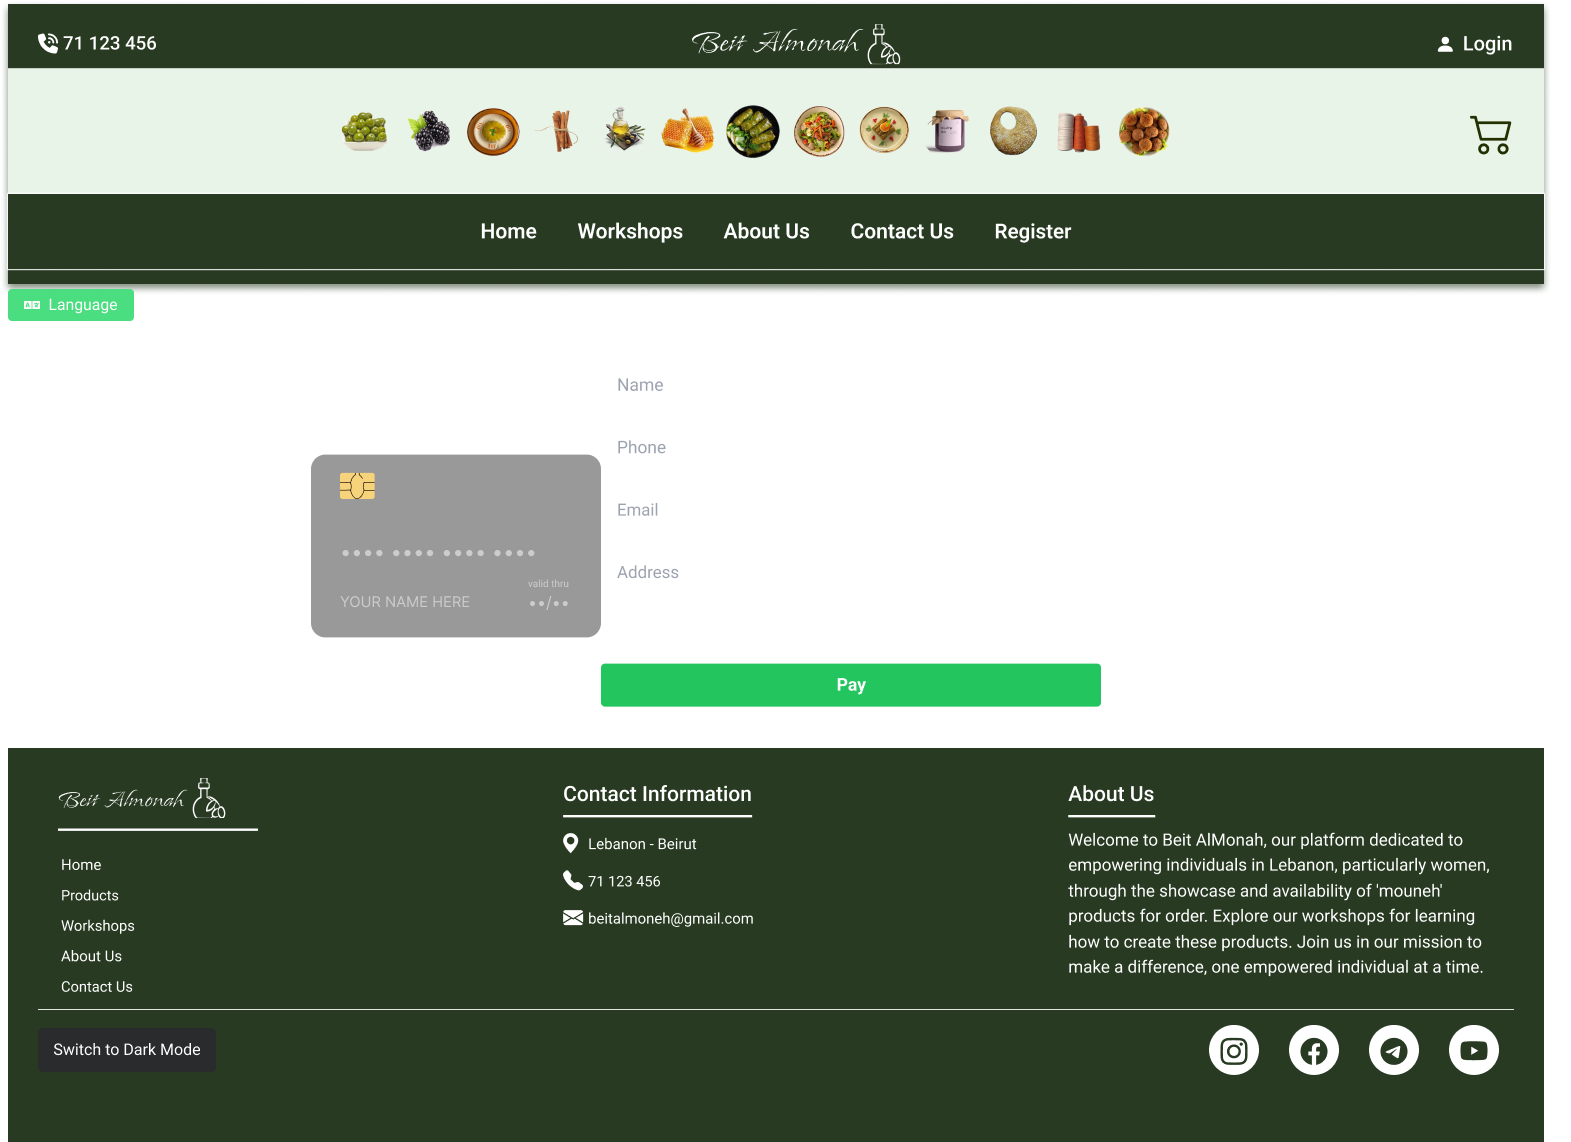 71 123 456
Beit Almonah
Login
Home Workshops About Us Contact Us Register
Language
Name
Phone
Email
Address
•••• •••• •••• ••••
valid thru
YOUR NAME HERE ••/••
Pay
Beit Almonah
Home
Products
Workshops
About Us
Contact Us
Contact Information
Lebanon - Beirut
71 123 456
beitalmoneh@gmail.com
About Us
Welcome to Beit AlMonah, our platform dedicated to
empowering individuals in Lebanon, particularly women,
through the showcase and availability of 'mouneh'
products for order. Explore our workshops for learning
how to create these products. Join us in our mission to
make a difference, one empowered individual at a time.
Switch to Dark Mode